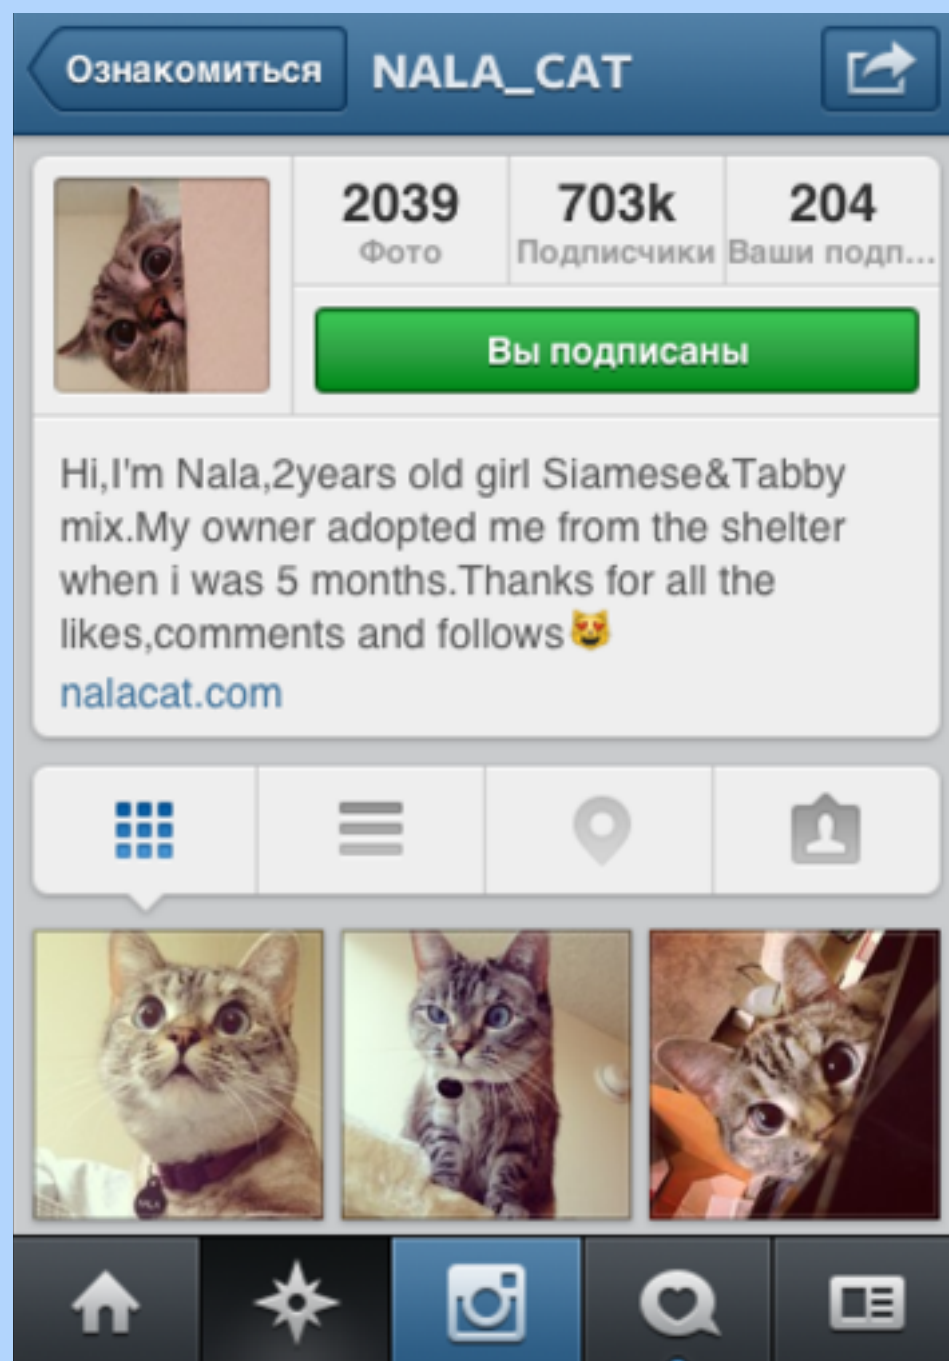 Ознакомиться NALA_CAT
2039 703k 204
Фото Подписчики Ваши подп...
Вы подписаны
Hi,I'm Nala,2years old girl Siamese&Tabby
mix.My owner adopted me from the shelter
when i was 5 months.Thanks for all the
likes,comments and follows😻
nalacat.com